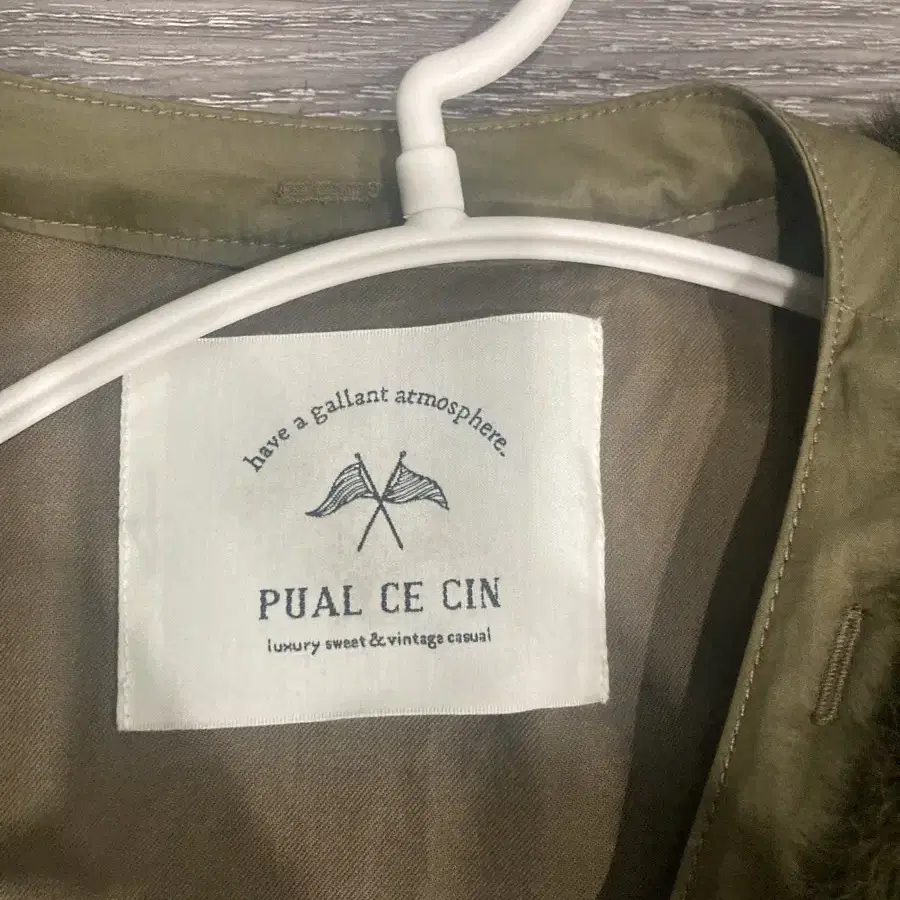 have a gallant atmosphere.
PUAL CE CIN
luxury sweet & vintage casual